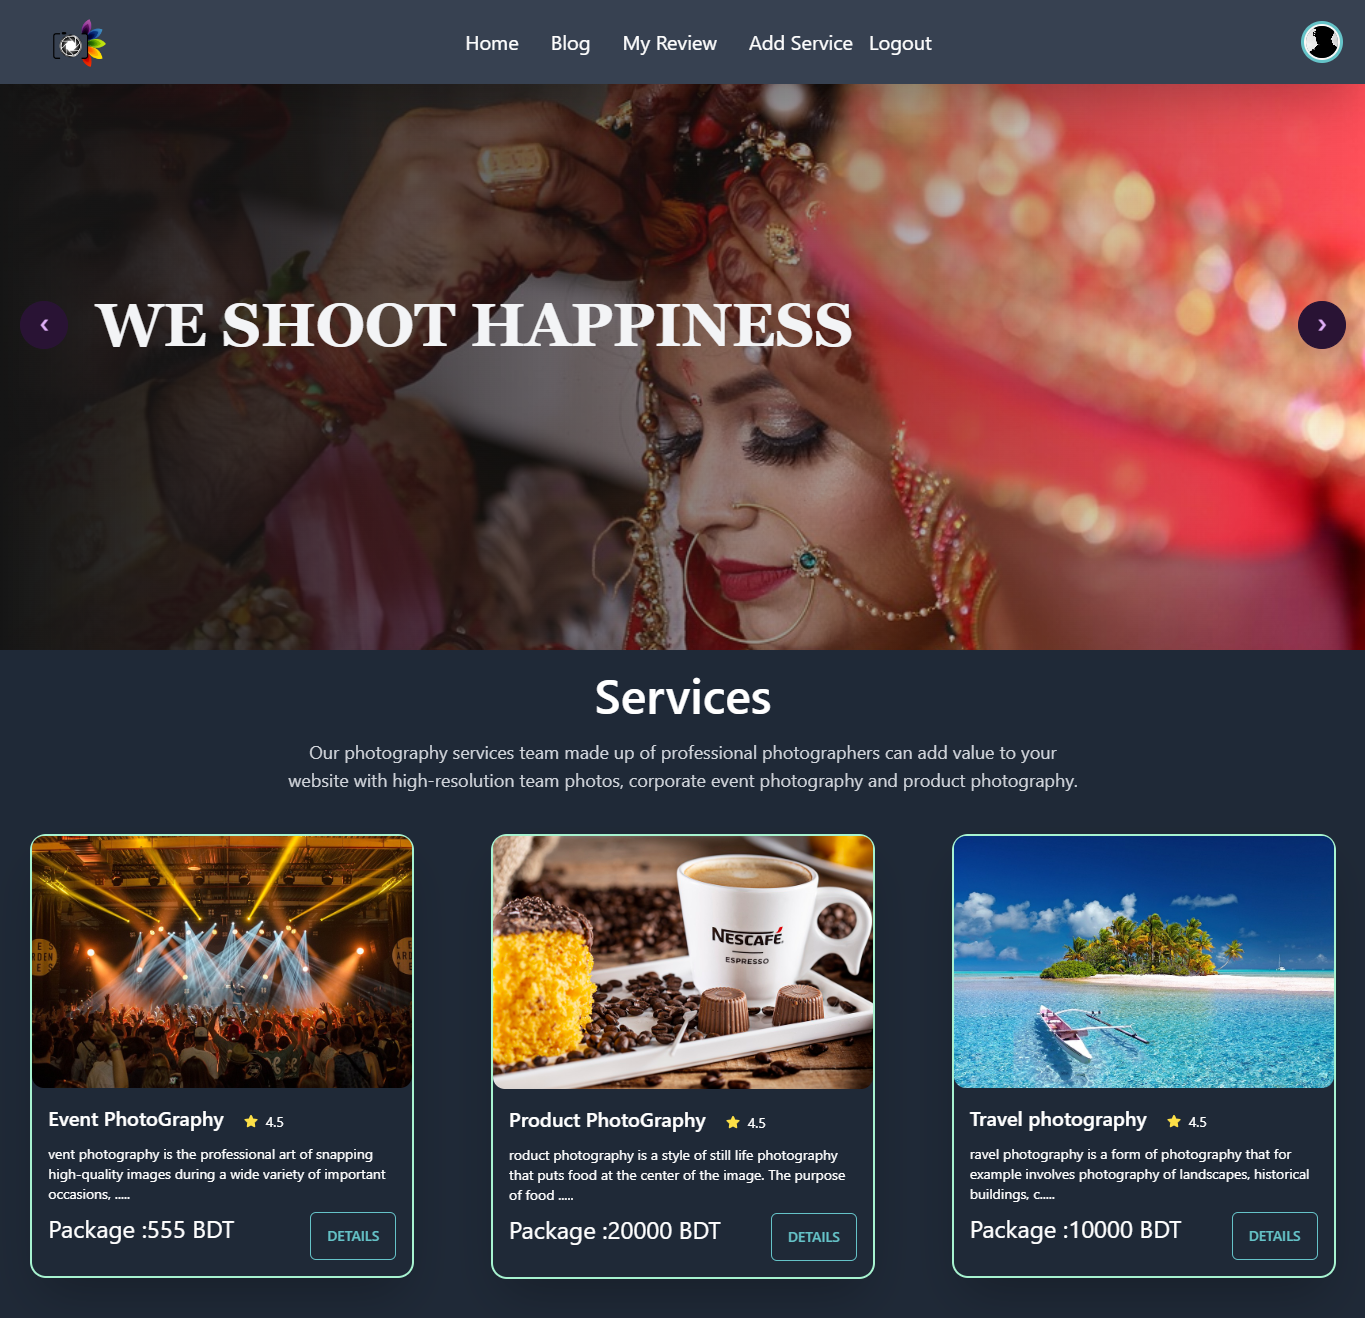 Home Blog My Review Add Service Logout
WE SHOOT HAPPINESS
Services
Our photography services team made up of professional photographers can add value to your
website with high-resolution team photos, corporate event photography and product photography.
NESCAFÉ
ESPRESSO
Event PhotoGraphy 4.5
vent photography is the professional art of snapping
high-quality images during a wide variety of important
occasions, .....
Package :555 BDT
DETAILS
Product PhotoGraphy 4.5
roduct photography is a style of still life photography
that puts food at the center of the image. The purpose
of food .....
Package :20000 BDT
DETAILS
Travel photography 4.5
ravel photography is a form of photography that for
example involves photography of landscapes, historical
buildings, c.....
Package :10000 BDT
DETAILS